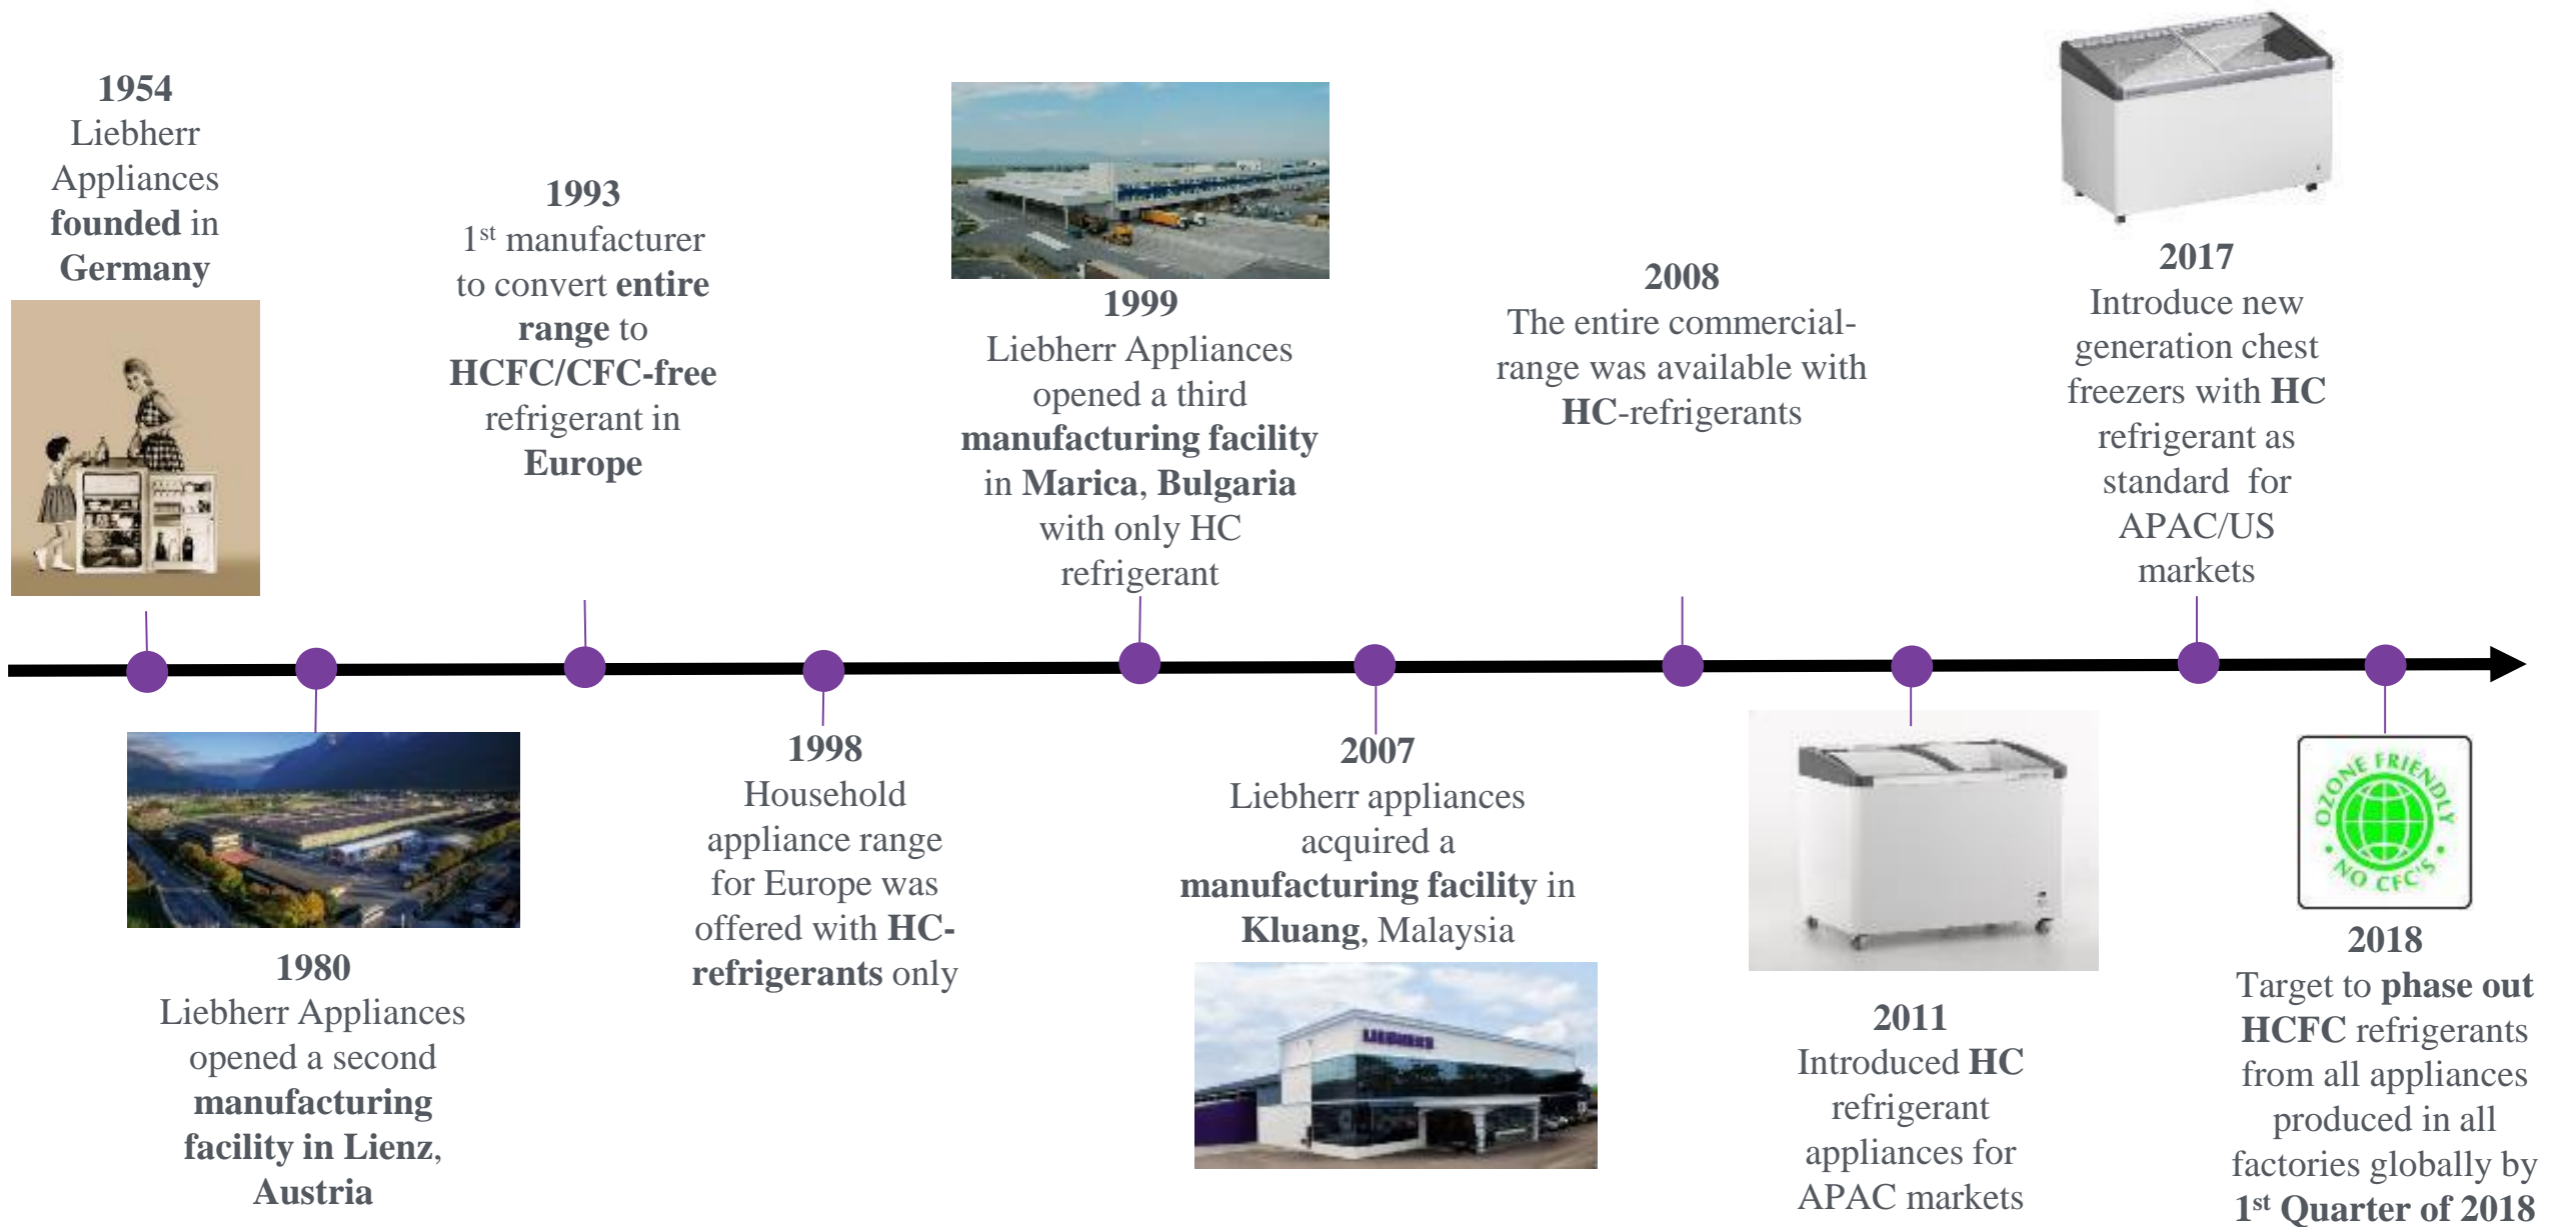 1954
Liebherr
Appliances
founded in
Germany
1980
Liebherr Appliances
opened a second
manufacturing
facility in Lienz,
Austria
1993
1st manufacturer
to convert entire
range to
HCFC/CFC-free
refrigerant in
Europe
1998
Household
appliance range
for Europe was
offered with HC-
refrigerants only
1999
Liebherr Appliances
opened a third
manufacturing facility
in Marica, Bulgaria
with only HC
refrigerant
2007
Liebherr appliances
acquired a
manufacturing facility in
Kluang, Malaysia
LIEBHERR
2008
The entire commercial-
range was available with
HC-refrigerants
2011
Introduced HC
refrigerant
appliances for
APAC markets
2017
Introduce new
generation chest
freezers with HC
refrigerant as
standard for
APAC/US
markets
OZONE FRIENDLY
• NO CFC'S •
2018
Target to phase out
HCFC refrigerants
from all appliances
produced in all
factories globally by
1st Quarter of 2018